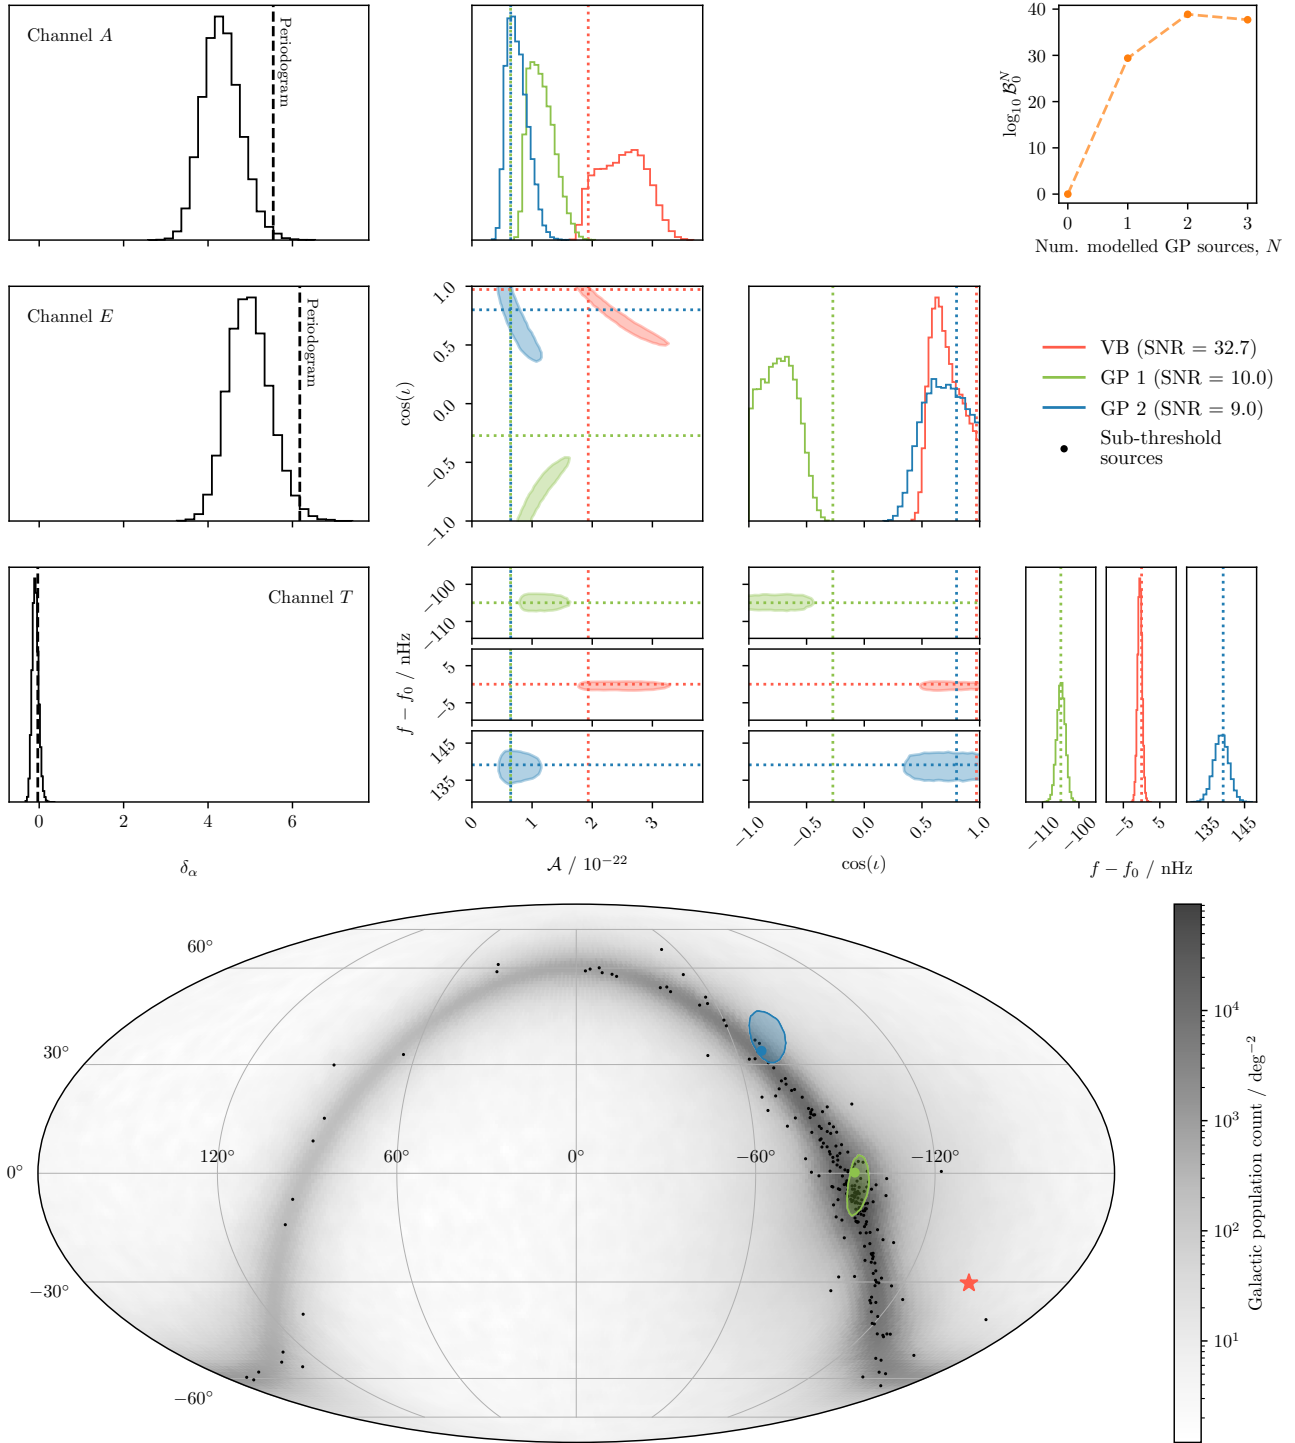 Channel A
Periodogram
40
30
20
10
0
log₁₀ 𝓑₀ᴺ
0 1 2 3
Num. modelled GP sources, N
Channel E
Periodogram
1.0
0.5
0.0
−0.5
−1.0
cos(ι)
VB (SNR = 32.7)
GP 1 (SNR = 10.0)
GP 2 (SNR = 9.0)
Sub-threshold
sources
Channel T
−100
−110
5
−5
145
135
f − f₀ / nHz
0 2 4 6
δα
0 1 2 3
𝒜 / 10⁻²²
−1.0 −0.5 0.0 0.5 1.0
cos(ι)
−110 −100 −5 5 135 145
f − f₀ / nHz
60°
30°
0°
−30°
−60°
120° 60° 0° −60° −120°
10⁴
10³
10²
10¹
Galactic population count / deg⁻²